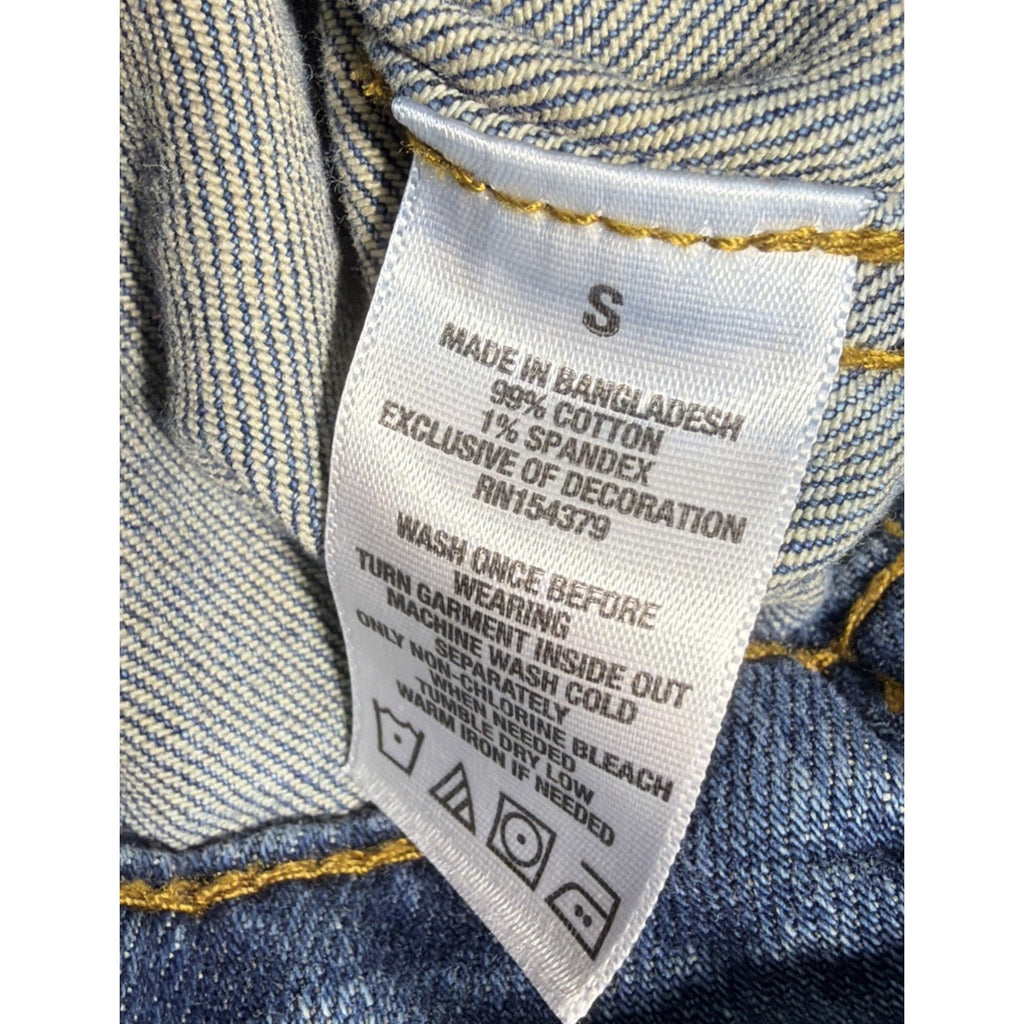 S
MADE IN BANGLADESH
99% COTTON
1% SPANDEX
EXCLUSIVE OF DECORATION
RN154379
WASH ONCE BEFORE
WEARING
TURN GARMENT INSIDE OUT
MACHINE WASH COLD
SEPARATELY
ONLY NON-CHLORINE BLEACH
WHEN NEEDED
TUMBLE DRY LOW
WARM IRON IF NEEDED